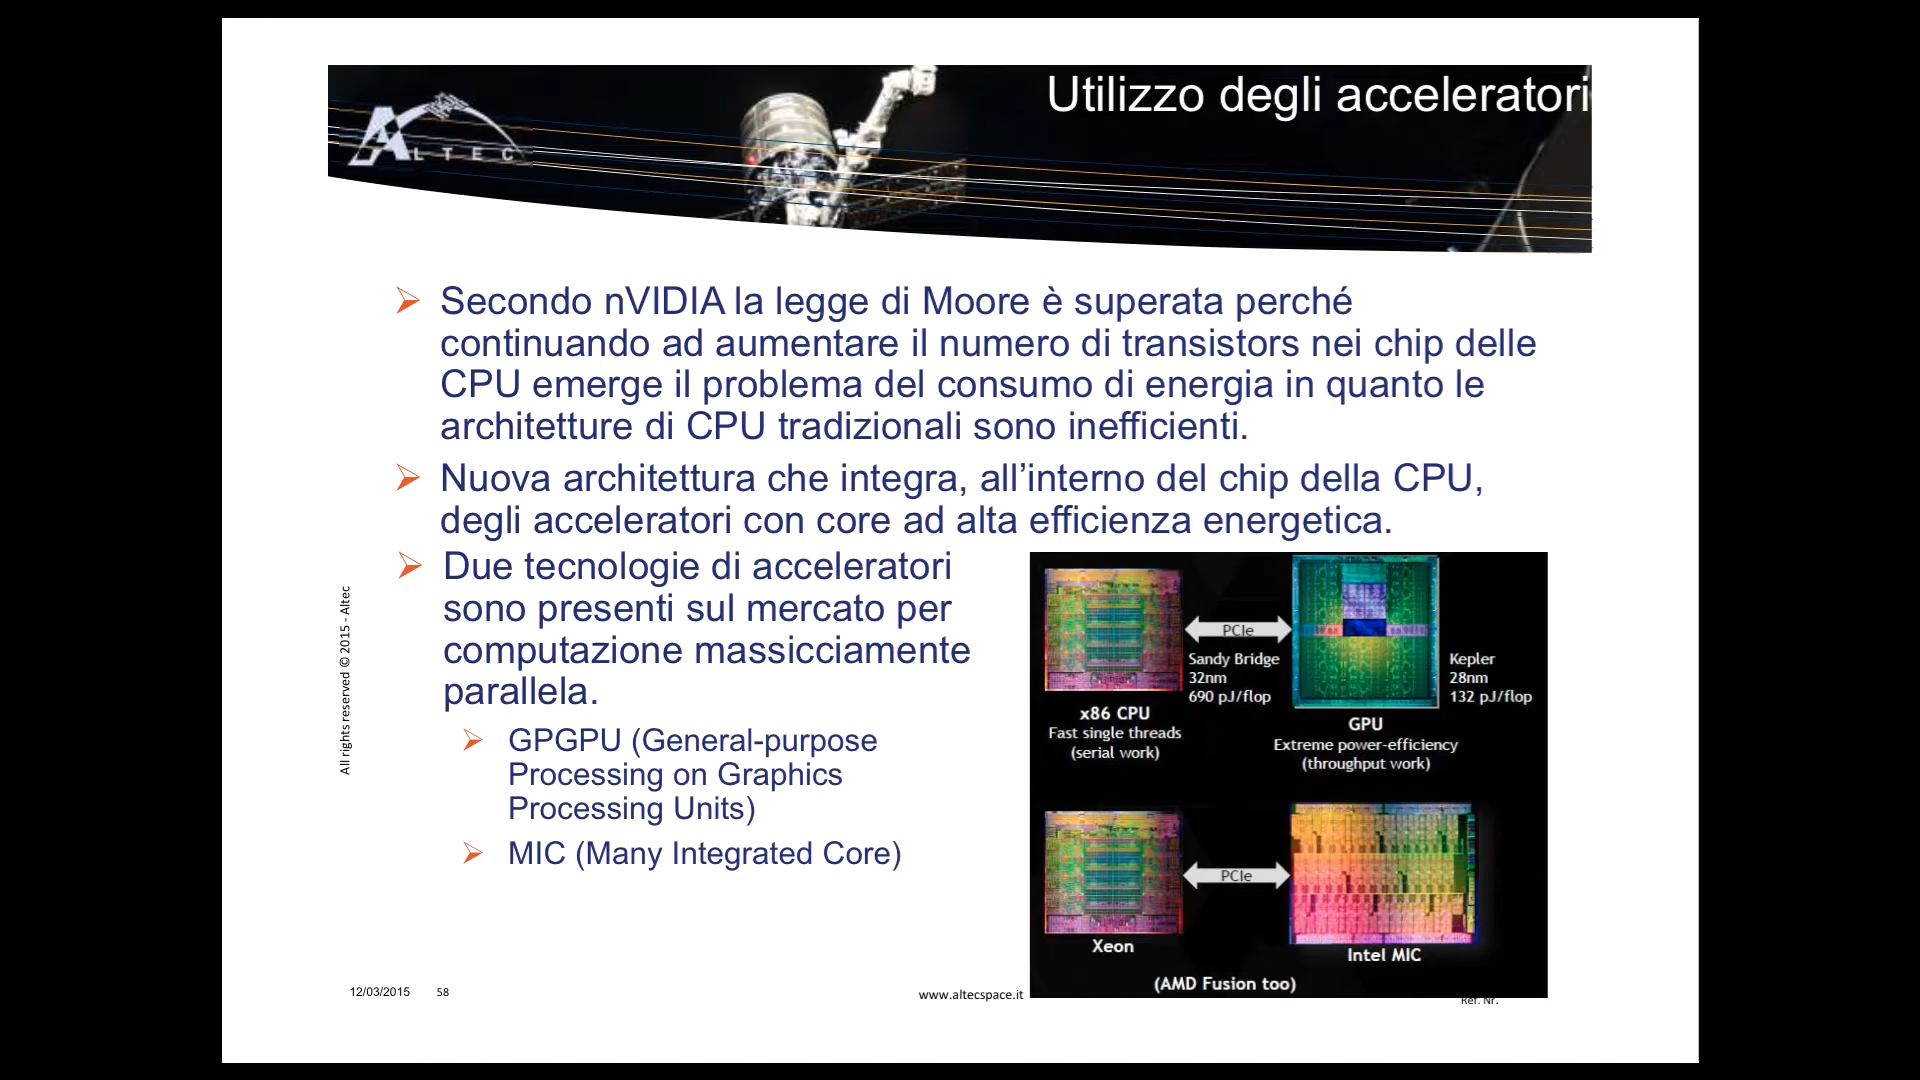 Utilizzo degli acceleratori
ALTEC
Secondo nVIDIA la legge di Moore è superata perché
continuando ad aumentare il numero di transistors nei chip delle
CPU emerge il problema del consumo di energia in quanto le
architetture di CPU tradizionali sono inefficienti.
Nuova architettura che integra, all’interno del chip della CPU,
degli acceleratori con core ad alta efficienza energetica.
Due tecnologie di acceleratori
sono presenti sul mercato per
computazione massicciamente
parallela.
GPGPU (General-purpose
Processing on Graphics
Processing Units)
MIC (Many Integrated Core)
PCIe
Sandy Bridge
32nm
690 pJ/flop
Kepler
28nm
132 pJ/flop
x86 CPU
Fast single threads
(serial work)
GPU
Extreme power-efficiency
(throughput work)
PCIe
Xeon
Intel MIC
(AMD Fusion too)
All rights reserved © 2015 - Altec
12/03/2015
58
www.altecspace.it
Ref. Nr.